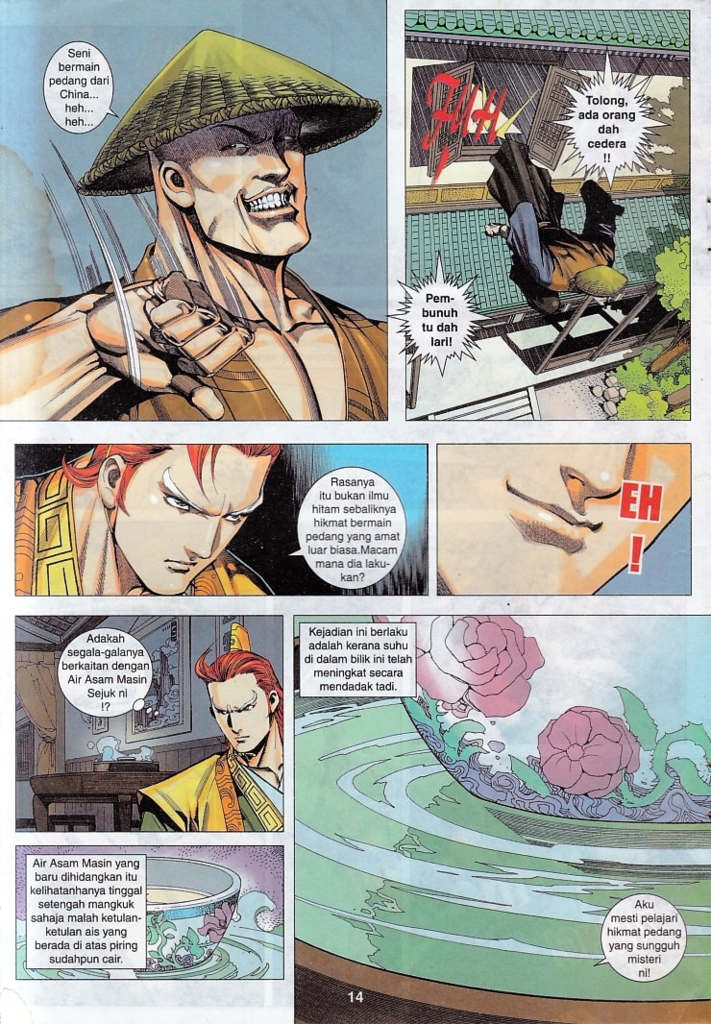 Seni
bermain
pedang dari
China...
heh...
heh...
AHH
Tolong,
ada orang
dah
cedera
!!
Pem-
bunuh
tu dah
lari!
Rasanya
itu bukan ilmu
hitam sebaliknya
hikmat bermain
pedang yang amat
luar biasa.Macam
mana dia laku-
kan?
EH
!
Adakah
segala-galanya
berkaitan dengan
Air Asam Masin
Sejuk ni
!?
Kejadian ini berlaku
adalah kerana suhu
di dalam bilik ini telah
meningkat secara
mendadak tadi.
Air Asam Masin yang
baru dihidangkan itu
kelihatanhanya tinggal
setengah mangkuk
sahaja malah ketulan-
ketulan ais yang
berada di atas piring
sudahpun cair.
Aku
mesti pelajari
hikmat pedang
yang sungguh
misteri
ni!
14